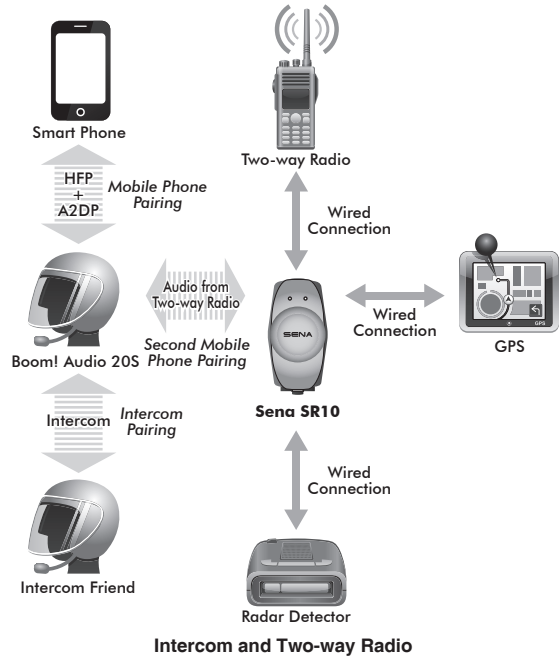 Smart Phone
Two-way Radio
HFP
+
A2DP
Mobile Phone
Pairing
Wired
Connection
Audio from
Two-way Radio
SENA
Wired
Connection
GPS
GPS
Boom! Audio 20S
Second Mobile
Phone Pairing
Sena SR10
Intercom
Intercom
Pairing
Wired
Connection
Intercom Friend
Radar Detector
Intercom and Two-way Radio